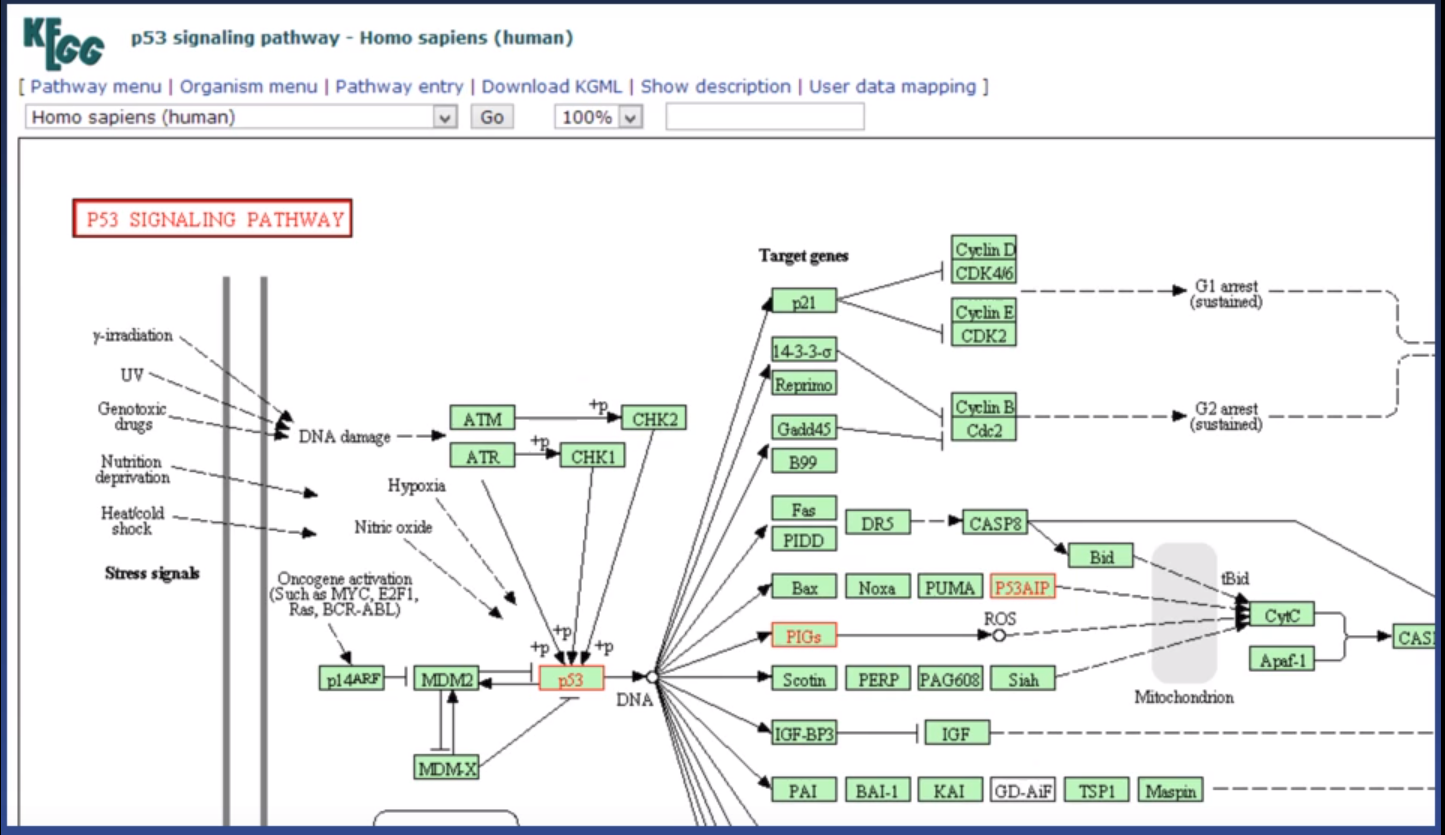 KEGG
p53 signaling pathway - Homo sapiens (human)
[ Pathway menu | Organism menu | Pathway entry | Download KGML | Show description | User data mapping ]
Homo sapiens (human)
Go
100%
P53 SIGNALING PATHWAY
Target genes
Cyclin D
CDK4/6
p21
G1 arrest
(sustained)
Cyclin E
CDK2
γ-irradiation
14-3-3-σ
Reprimo
UV
Genotoxic
drugs
DNA damage
ATM
+p
CHK2
Cyclin B
Cdc2
G2 arrest
(sustained)
Gadd45
ATR
+p
CHK1
B99
Nutrition
deprivation
Hypoxia
Heat/cold
shock
Nitric oxide
Fas
PIDD
DR5
CASP8
Bid
tBid
Stress signals
Oncogene activation
(Such as MYC, E2F1,
Ras, BCR-ABL)
Bax
Noxa
PUMA
P53AIP
CytC
PIGs
ROS
CAS
+p
+p
+p
Apaf-1
p14ARF
MDM2
p53
DNA
Scotin
PERP
PAG608
Siah
Mitochondrion
IGF-BP3
IGF
MDM-X
PAI
BAI-1
KAI
GD-AiF
TSP1
Maspin